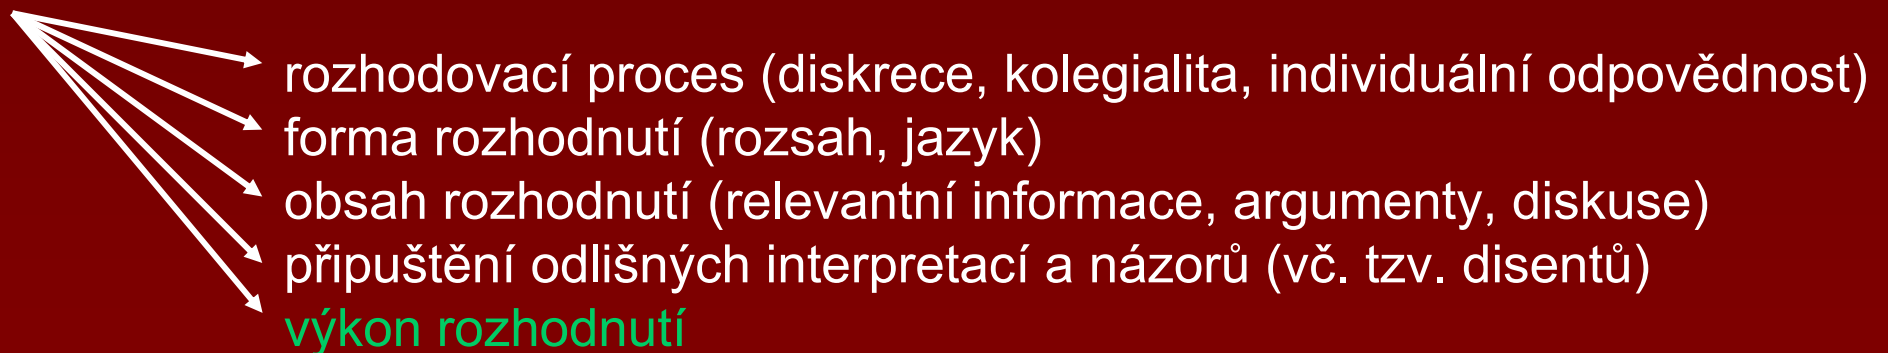 rozhodovací proces (diskrece, kolegialita, individuální odpovědnost)
forma rozhodnutí (rozsah, jazyk)
obsah rozhodnutí (relevantní informace, argumenty, diskuse)
připuštění odlišných interpretací a názorů (vč. tzv. disentů)
výkon rozhodnutí